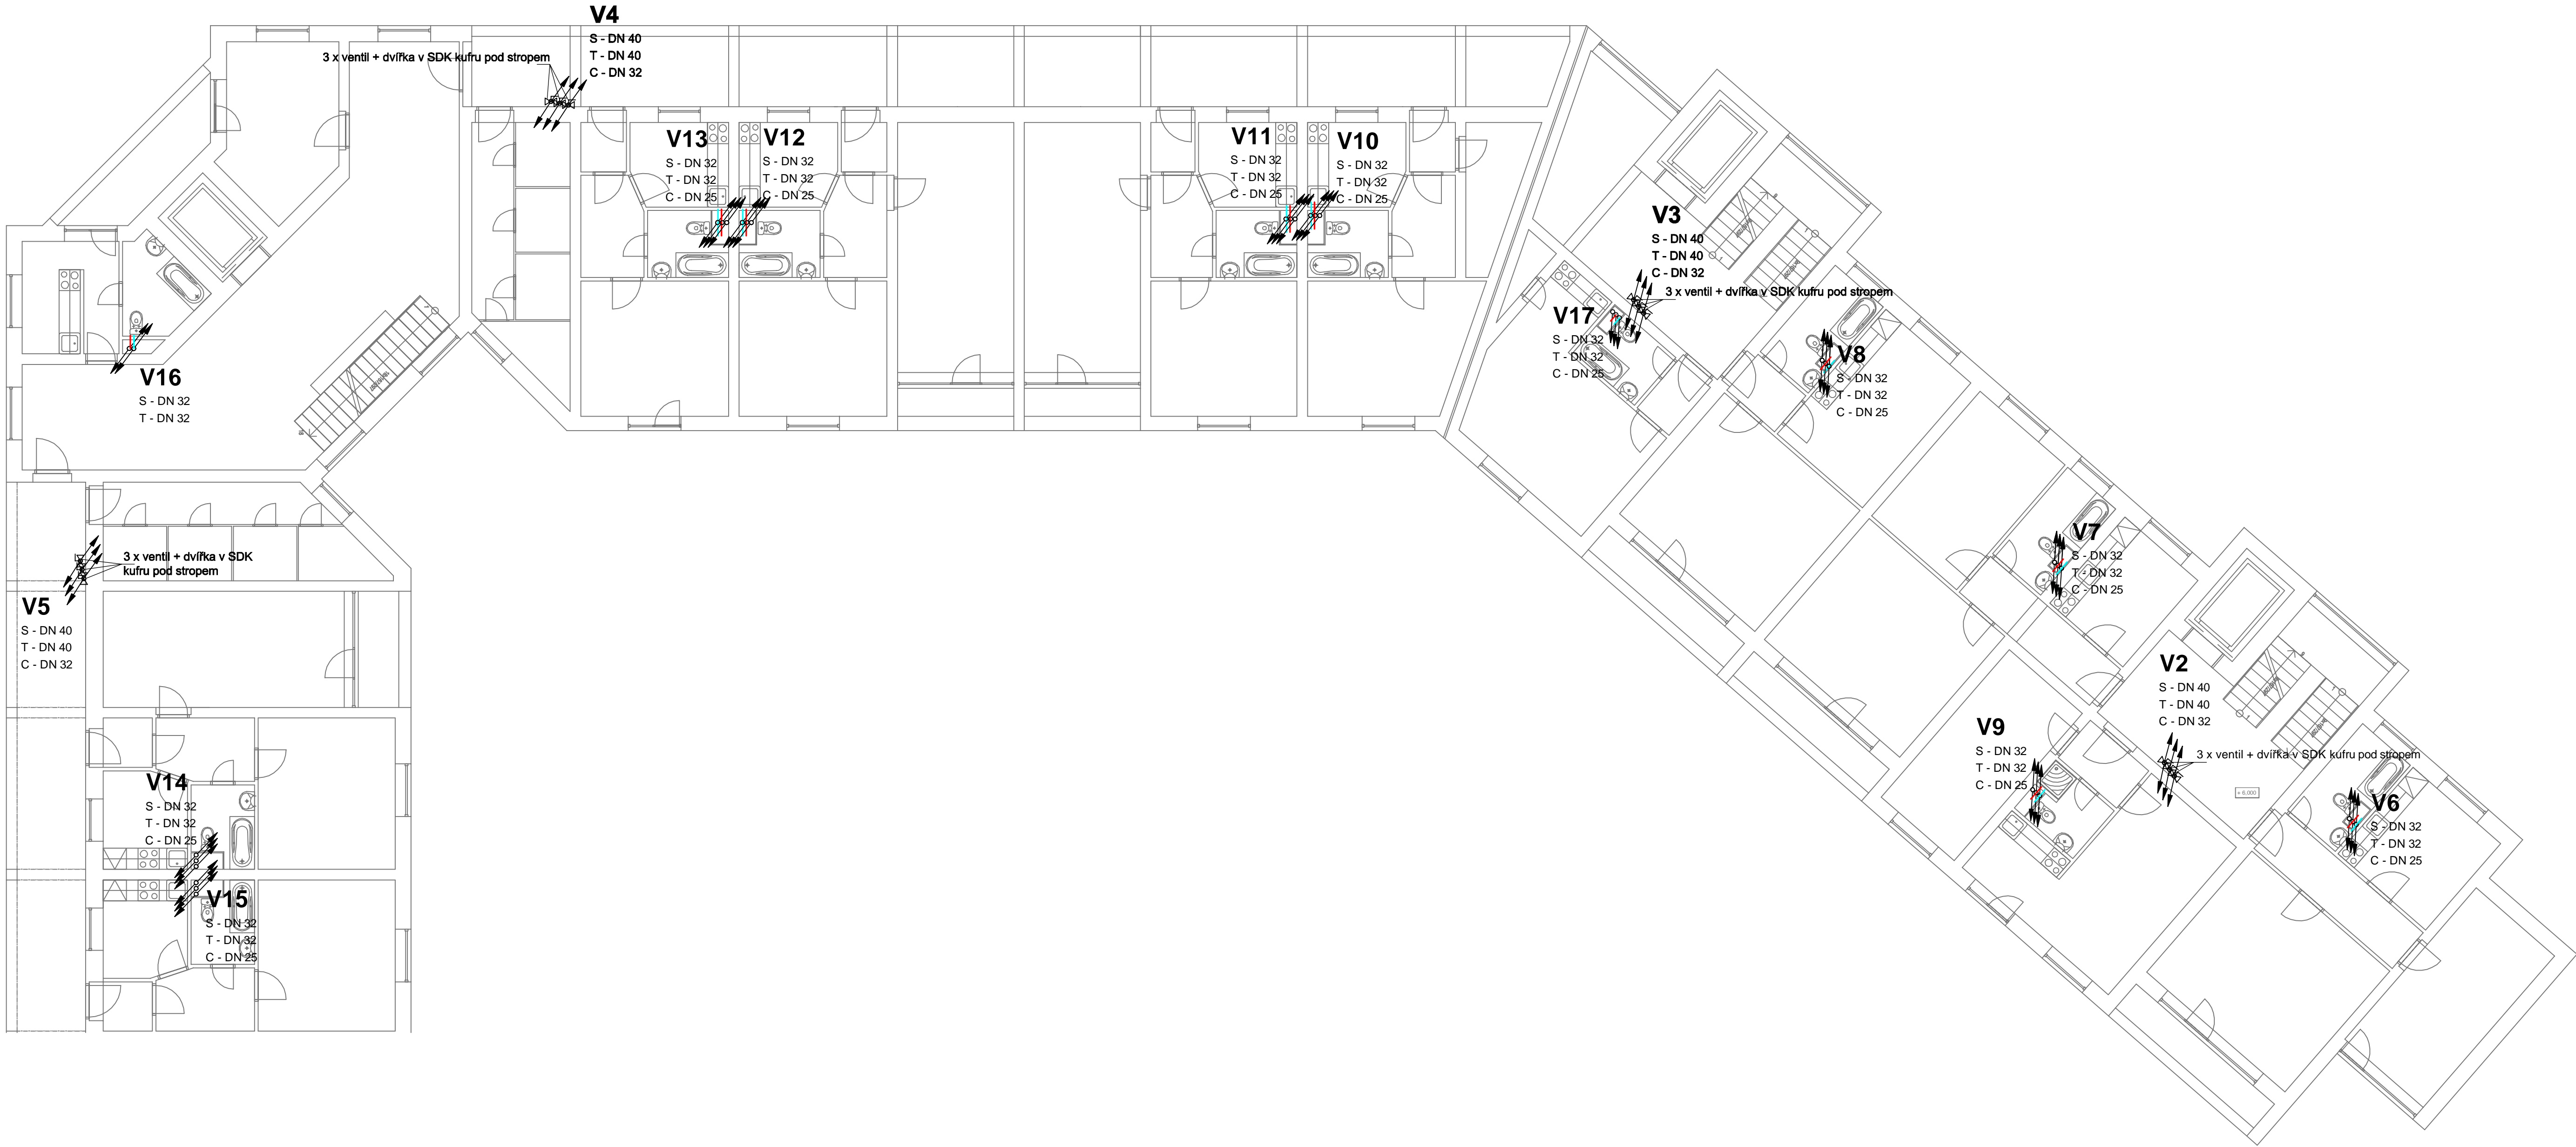 V4
S - DN 40
T - DN 40
C - DN 32
3 x ventil + dvířka v SDK kufru pod stropem
V13
S - DN 32
T - DN 32
C - DN 25
V12
S - DN 32
T - DN 32
C - DN 25
V11
S - DN 32
T - DN 32
C - DN 25
V10
S - DN 32
T - DN 32
C - DN 25
V3
S - DN 40
T - DN 40
C - DN 32
3 x ventil + dvířka v SDK kufru pod stropem
V17
S - DN 32
T - DN 32
C - DN 25
V8
S - DN 32
T - DN 32
C - DN 25
V16
S - DN 32
T - DN 32
3 x ventil + dvířka v SDK
kufru pod stropem
V5
S - DN 40
T - DN 40
C - DN 32
V7
S - DN 32
T - DN 32
C - DN 25
V2
S - DN 40
T - DN 40
C - DN 32
3 x ventil + dvířka v SDK kufru pod stropem
V9
S - DN 32
T - DN 32
C - DN 25
+ 6,000
V6
S - DN 32
T - DN 32
C - DN 25
V14
S - DN 32
T - DN 32
C - DN 25
V15
S - DN 32
T - DN 32
C - DN 25